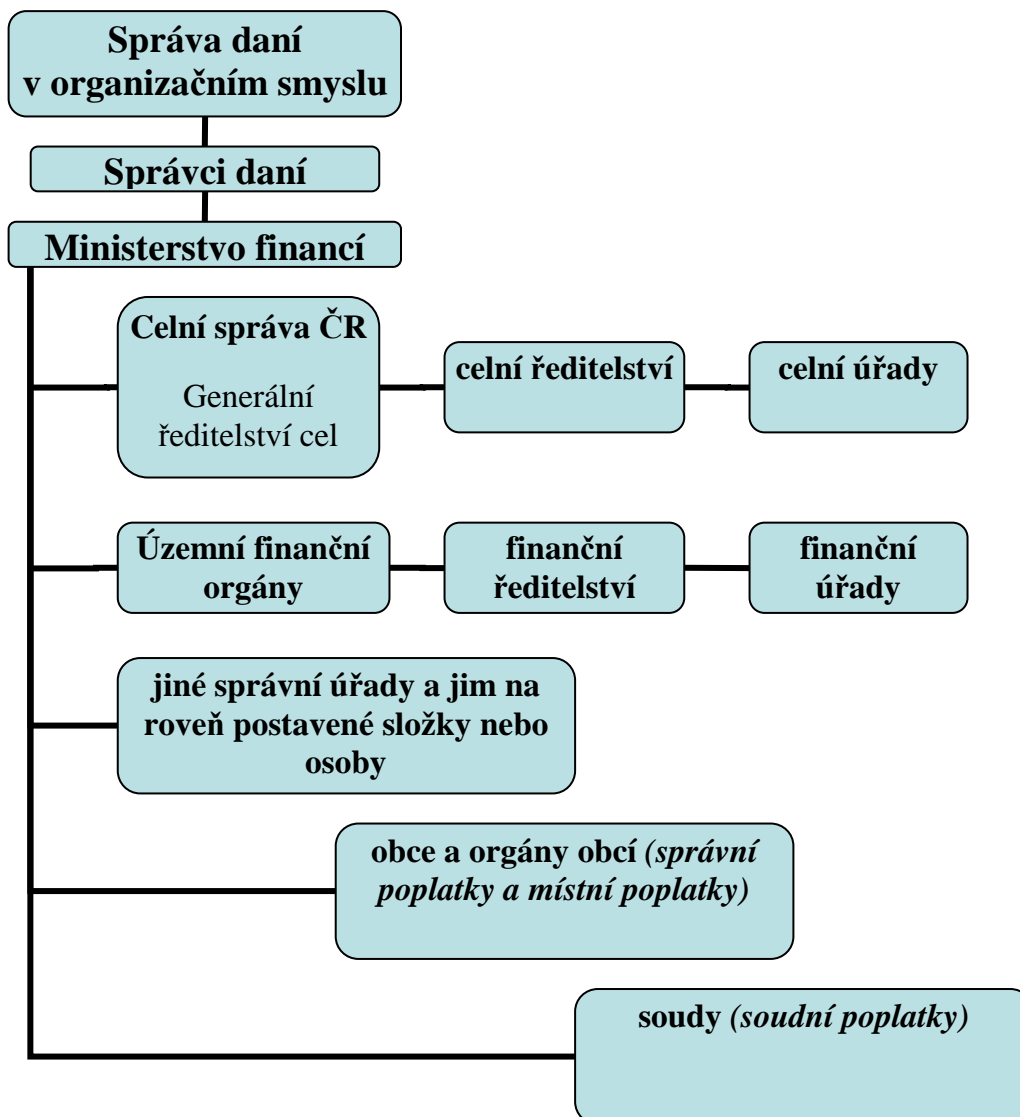 Správa daní
v organizačním smyslu
Správci daní
Ministerstvo financí
Celní správa ČR
Generální
ředitelství cel
celní ředitelství
celní úřady
Územní finanční
orgány
finanční
ředitelství
finanční
úřady
jiné správní úřady a jim na
roveň postavené složky nebo
osoby
obce a orgány obcí (správní
poplatky a místní poplatky)
soudy (soudní poplatky)